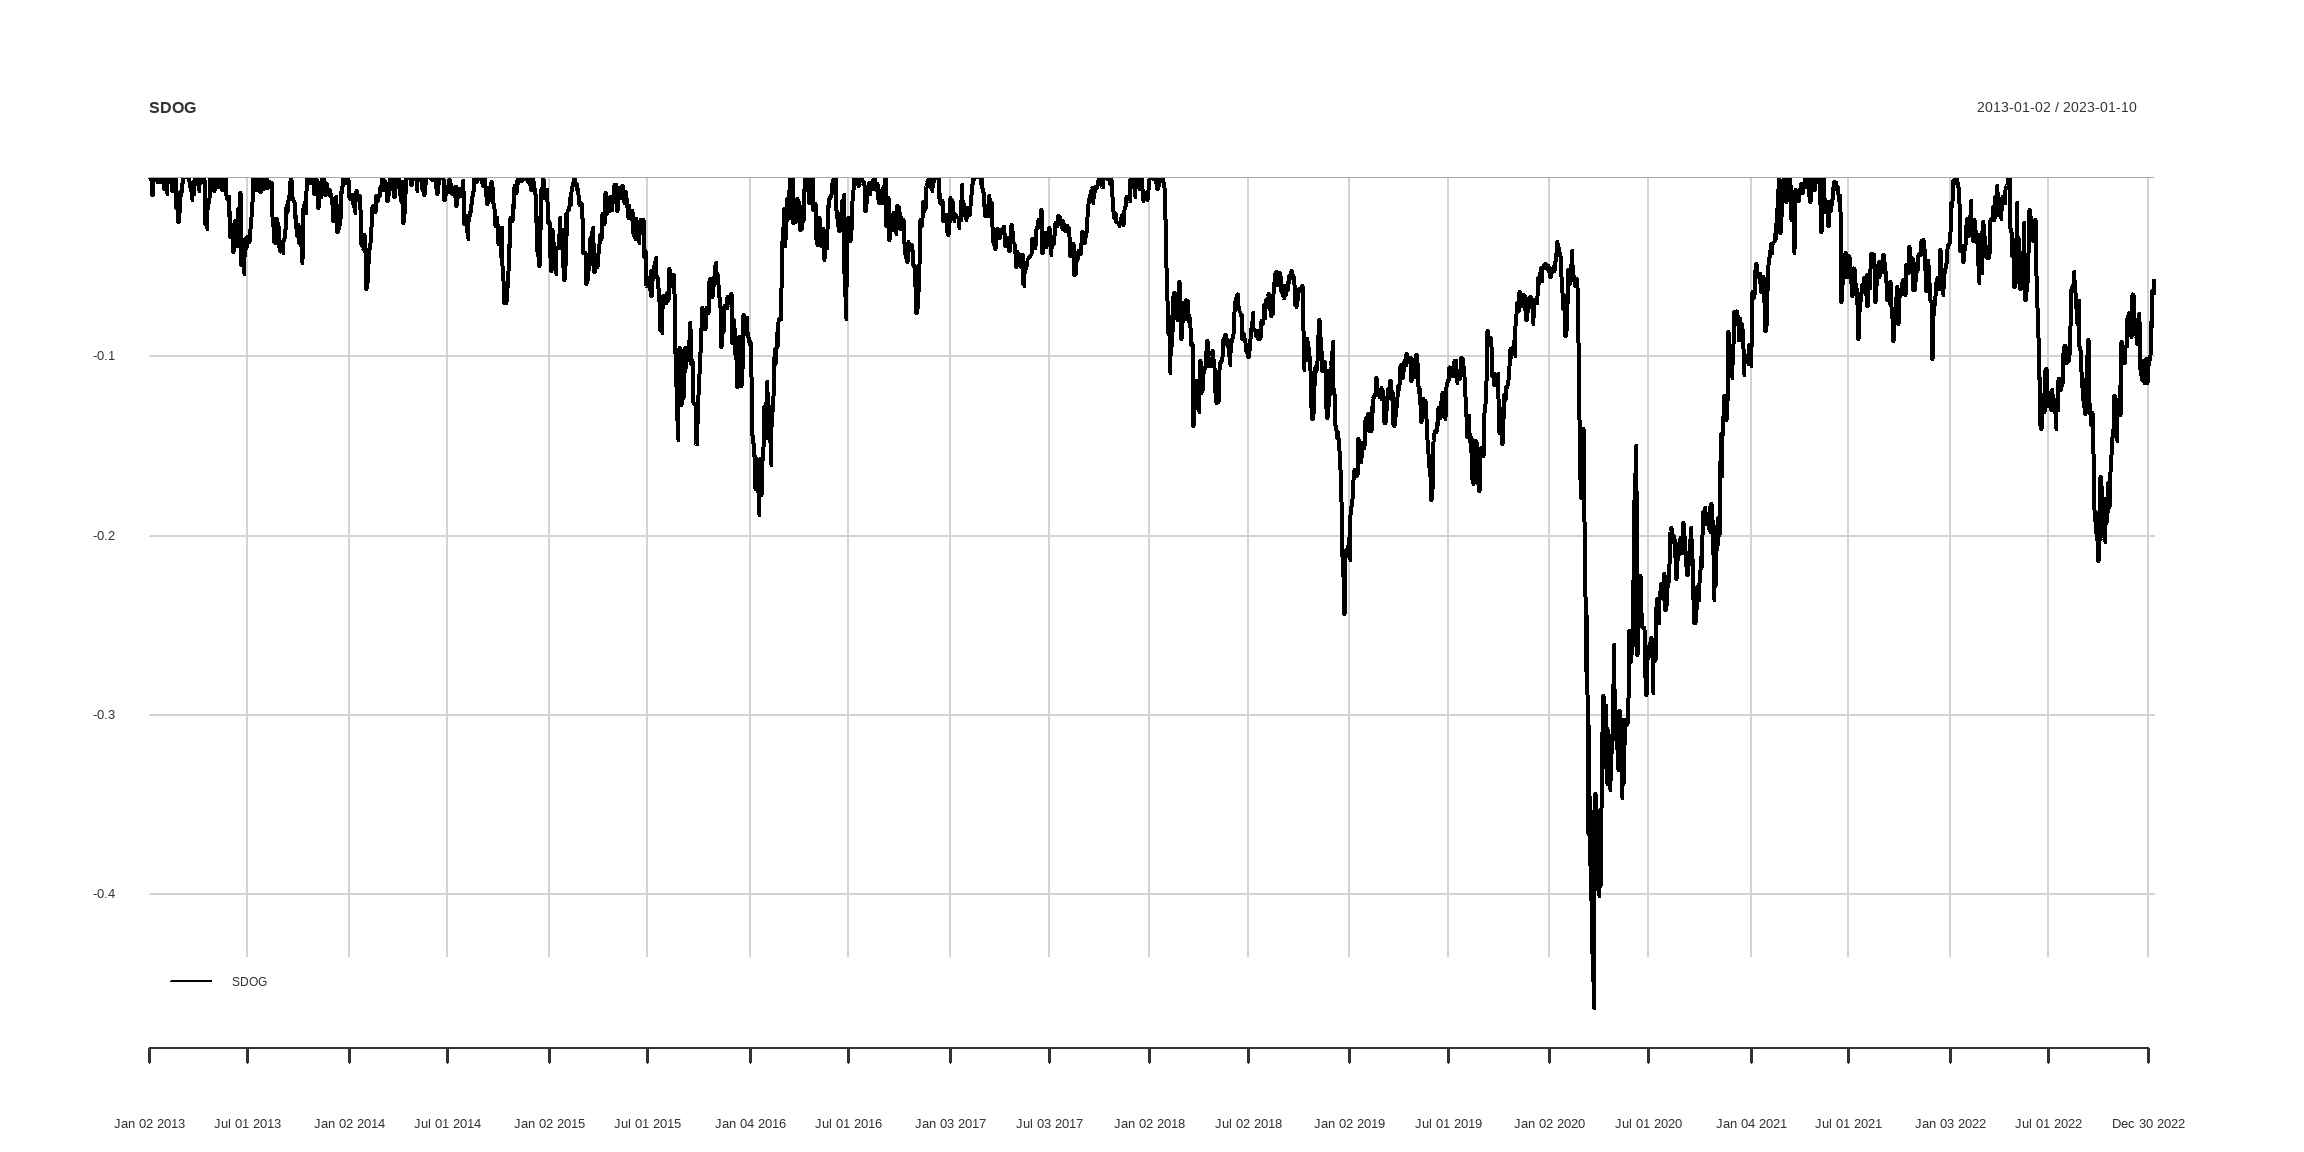 SDOG
2013-01-02 / 2023-01-10
-0.1
-0.2
-0.3
-0.4
SDOG
Jan 02 2013
Jul 01 2013
Jan 02 2014
Jul 01 2014
Jan 02 2015
Jul 01 2015
Jan 04 2016
Jul 01 2016
Jan 03 2017
Jul 03 2017
Jan 02 2018
Jul 02 2018
Jan 02 2019
Jul 01 2019
Jan 02 2020
Jul 01 2020
Jan 04 2021
Jul 01 2021
Jan 03 2022
Jul 01 2022
Dec 30 2022